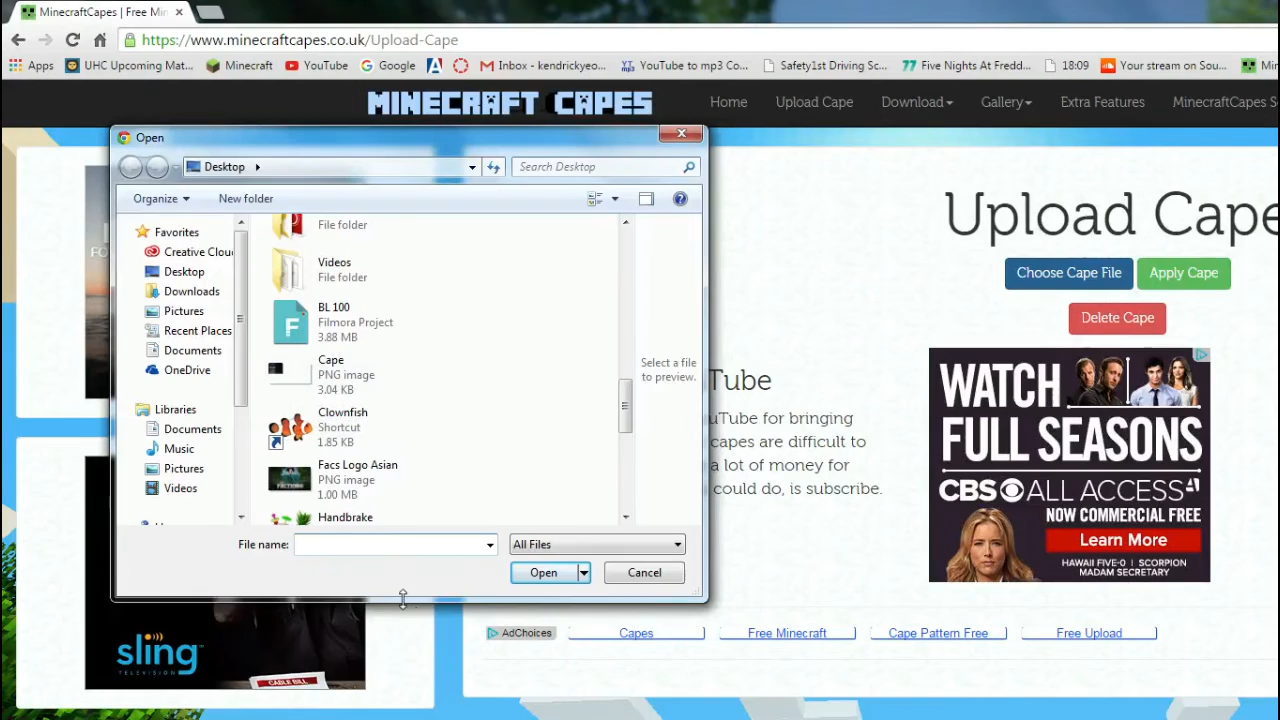 MinecraftCapes | Free Min
https://www.minecraftcapes.co.uk/Upload-Cape
Apps UHC Upcoming Mat... Minecraft YouTube Google Inbox - kendrickyeo... YouTube to mp3 Co... Safety1st Driving Sc... Five Nights At Fredd... 18:09 Your stream on Sou... Min
MINECRAFT CAPES Home Upload Cape Download Gallery Extra Features MinecraftCapes S
Open
Desktop
Search Desktop
Organize New folder
Favorites
Creative Clou
Desktop
Downloads
Pictures
Recent Places
Documents
OneDrive
Libraries
Documents
Music
Pictures
Videos
File folder
Videos
File folder
BL 100
Filmora Project
3.88 MB
Cape
PNG image
3.04 KB
Clownfish
Shortcut
1.85 KB
Facs Logo Asian
PNG image
1.00 MB
Handbrake
Select a file
to preview.
File name:
All Files
Open Cancel
Upload Cape
Choose Cape File Apply Cape
Delete Cape
Tube
uTube for bringing
capes are difficult to
a lot of money for
could do, is subscribe.
WATCH
FULL SEASONS
CBS ALL ACCESS
NOW COMMERCIAL FREE
Learn More
HAWAII FIVE-0 | SCORPION
MADAM SECRETARY
AdChoices Capes Free Minecraft Cape Pattern Free Free Upload
sling
TELEVISION
CABLE BILL